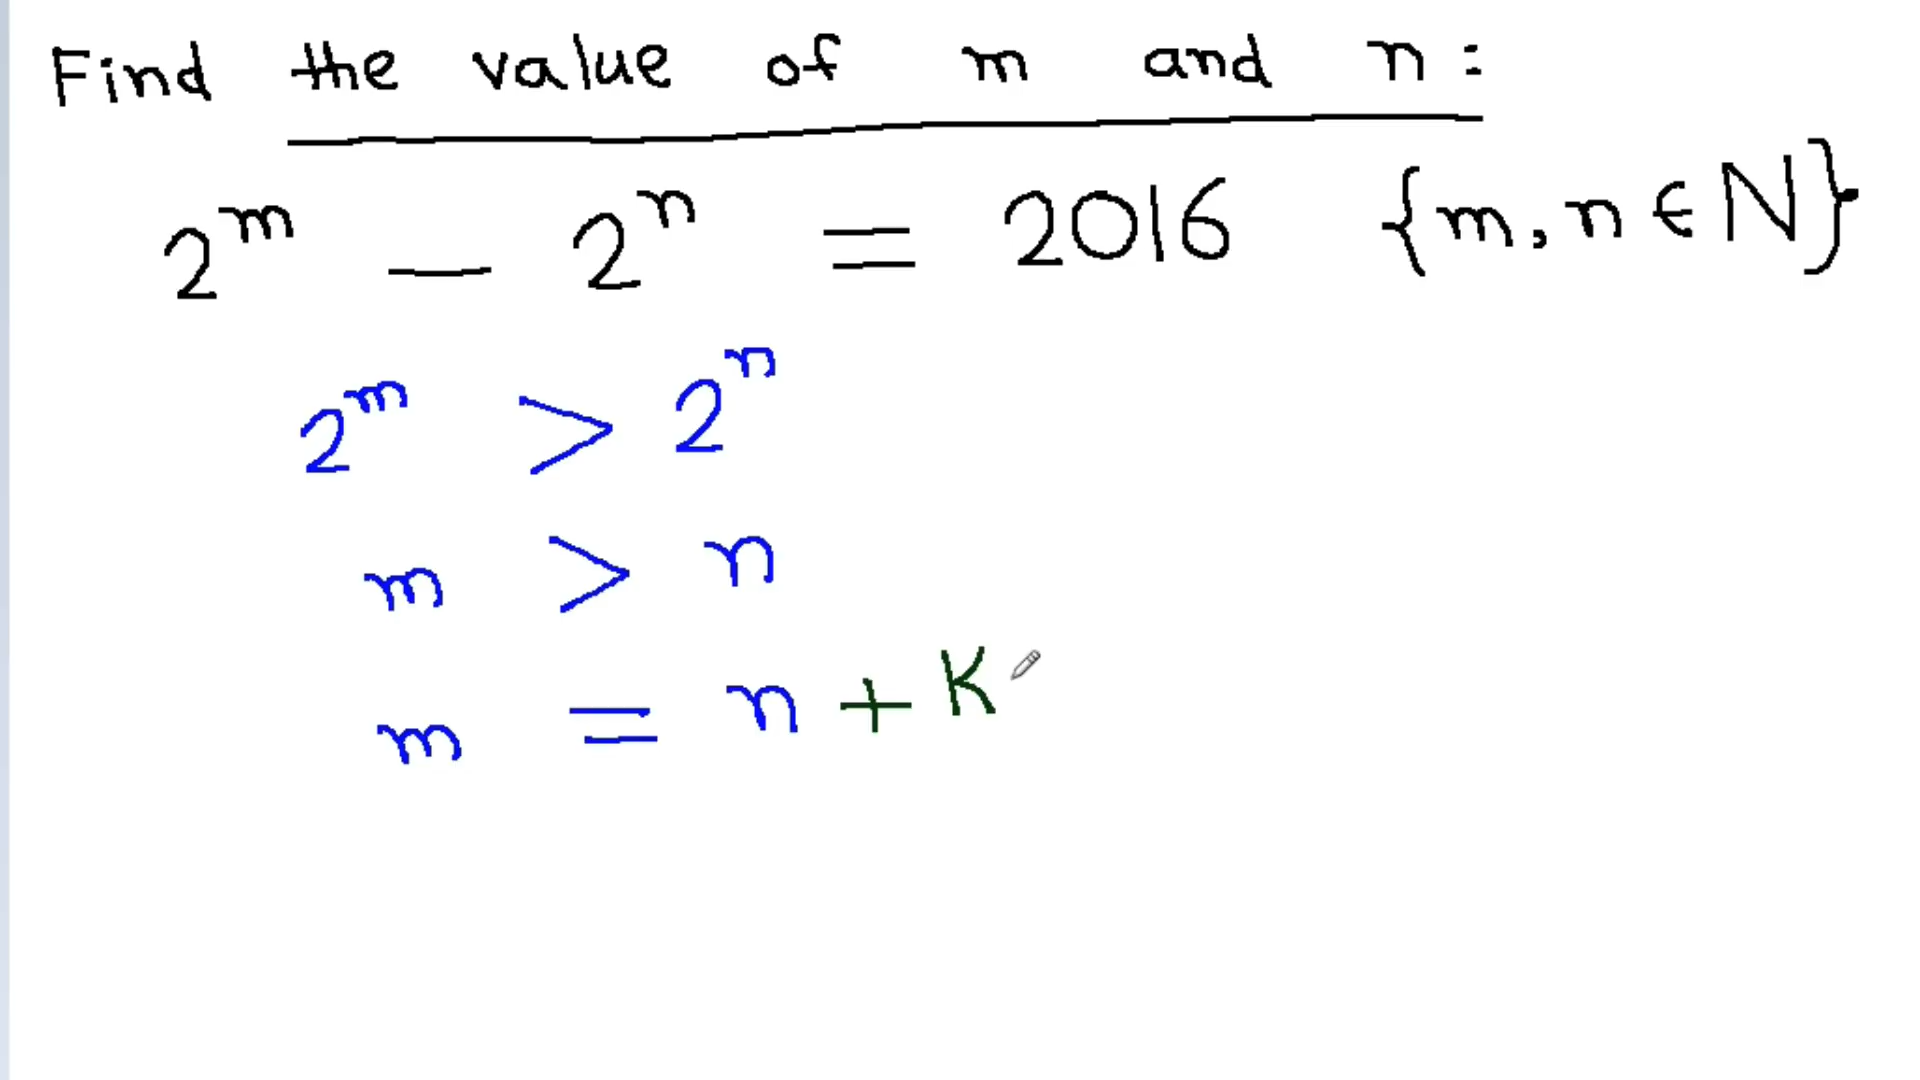 Find the value of m and n :
2^m - 2^n = 2016 {m, n ∈ N}
2^m > 2^n
m > n
m = n + K